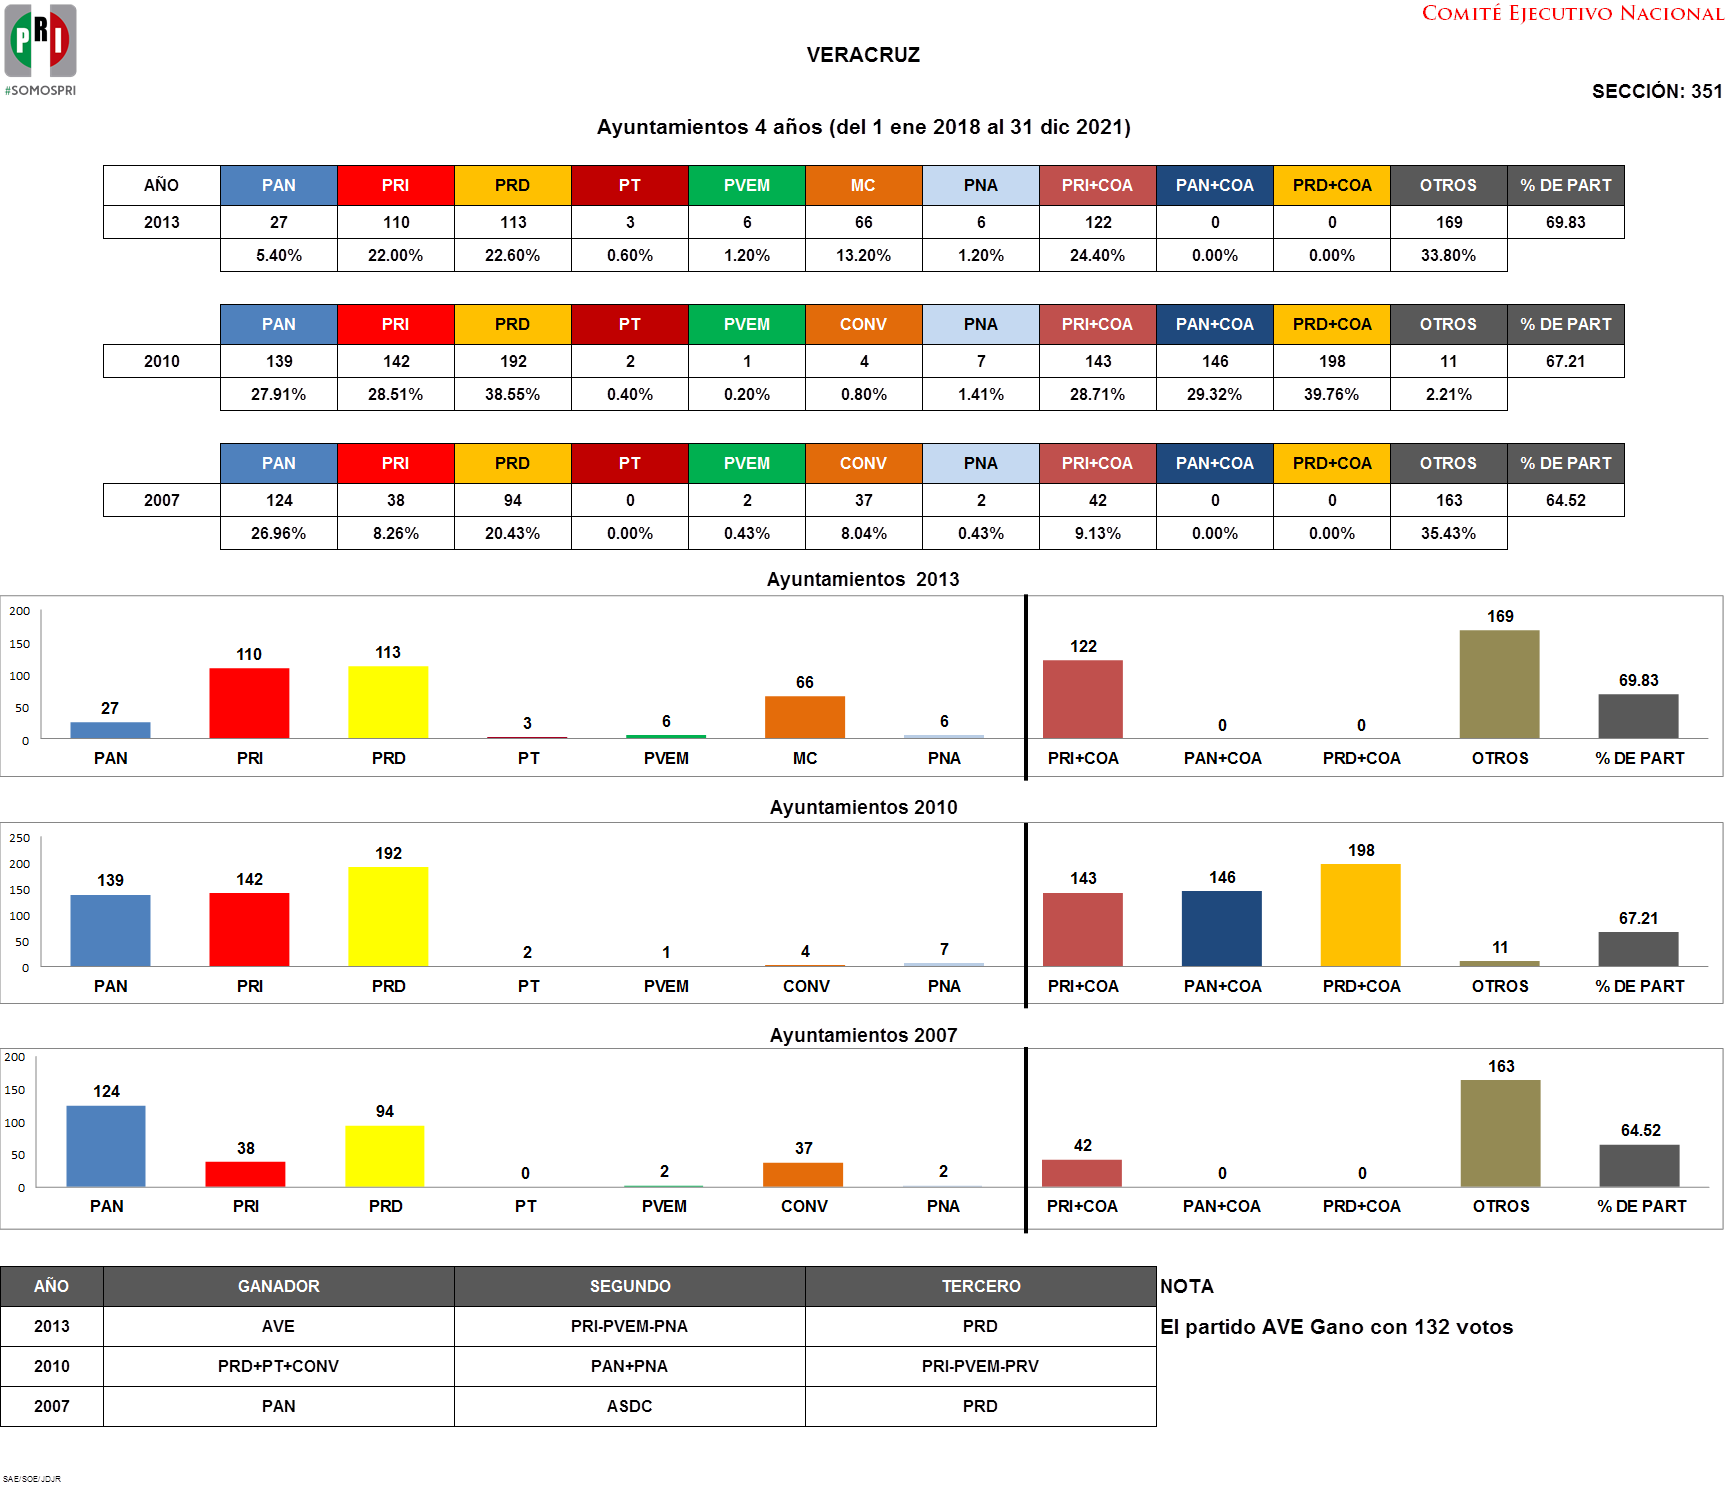 PRI
#SOMOSPRI
COMITÉ EJECUTIVO NACIONAL
VERACRUZ
SECCIÓN: 351
Ayuntamientos 4 años (del 1 ene 2018 al 31 dic 2021)
AÑO PAN PRI PRD PT PVEM MC PNA PRI+COA PAN+COA PRD+COA OTROS % DE PART
2013 27 110 113 3 6 66 6 122 0 0 169 69.83
5.40% 22.00% 22.60% 0.60% 1.20% 13.20% 1.20% 24.40% 0.00% 0.00% 33.80%
PAN PRI PRD PT PVEM CONV PNA PRI+COA PAN+COA PRD+COA OTROS % DE PART
2010 139 142 192 2 1 4 7 143 146 198 11 67.21
27.91% 28.51% 38.55% 0.40% 0.20% 0.80% 1.41% 28.71% 29.32% 39.76% 2.21%
PAN PRI PRD PT PVEM CONV PNA PRI+COA PAN+COA PRD+COA OTROS % DE PART
2007 124 38 94 0 2 37 2 42 0 0 163 64.52
26.96% 8.26% 20.43% 0.00% 0.43% 8.04% 0.43% 9.13% 0.00% 0.00% 35.43%
Ayuntamientos 2013
200
150
100
50
0
27 110 113 3 6 66 6 122 0 0 169 69.83
PAN PRI PRD PT PVEM MC PNA PRI+COA PAN+COA PRD+COA OTROS % DE PART
Ayuntamientos 2010
250
200
150
100
50
0
139 142 192 2 1 4 7 143 146 198 11 67.21
PAN PRI PRD PT PVEM CONV PNA PRI+COA PAN+COA PRD+COA OTROS % DE PART
Ayuntamientos 2007
200
150
100
50
0
124 38 94 0 2 37 2 42 0 0 163 64.52
PAN PRI PRD PT PVEM CONV PNA PRI+COA PAN+COA PRD+COA OTROS % DE PART
AÑO GANADOR SEGUNDO TERCERO NOTA
2013 AVE PRI-PVEM-PNA PRD El partido AVE Gano con 132 votos
2010 PRD+PT+CONV PAN+PNA PRI-PVEM-PRV
2007 PAN ASDC PRD
SAE/SOE/JDJR